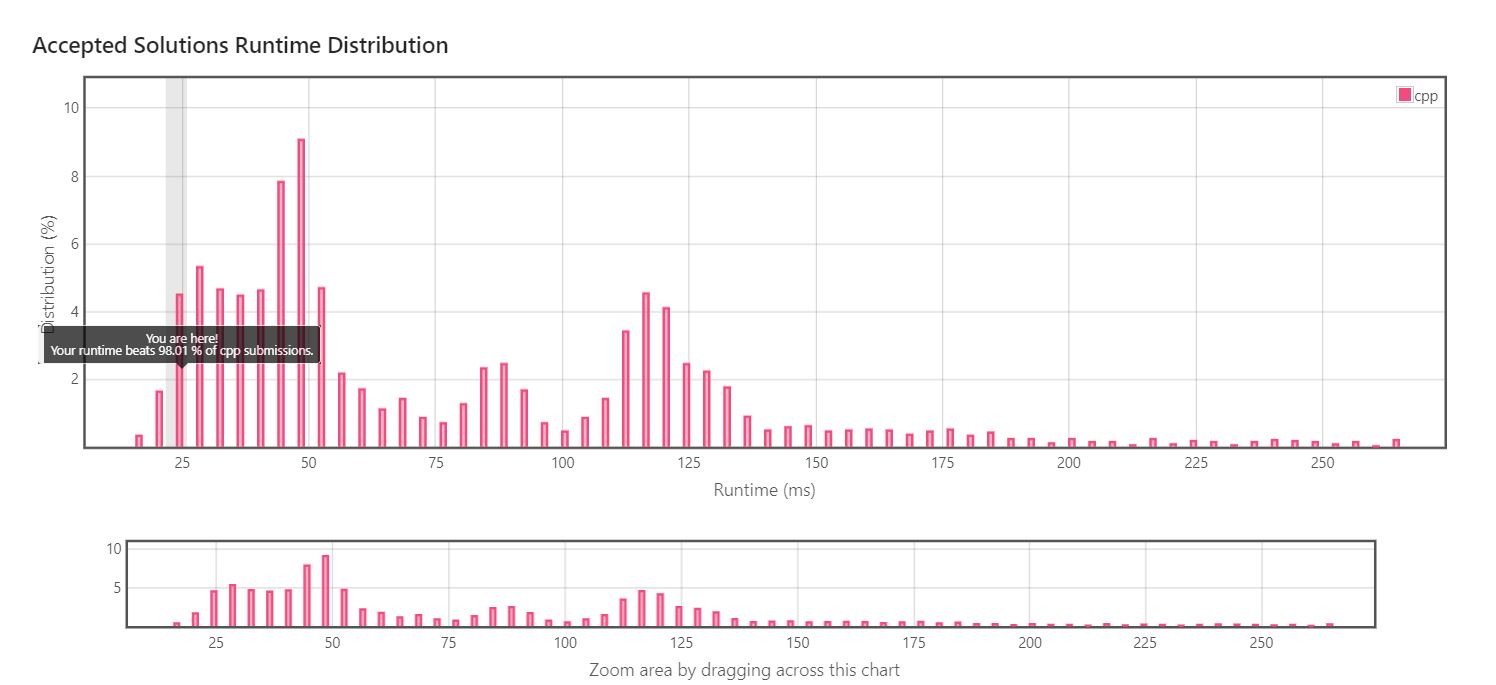 Accepted Solutions Runtime Distribution
10
8
6
4
2
Distribution (%)
cpp
You are here!
Your runtime beats 98.01 % of cpp submissions.
25 50 75 100 125 150 175 200 225 250
Runtime (ms)
10
5
25 50 75 100 125 150 175 200 225 250
Zoom area by dragging across this chart